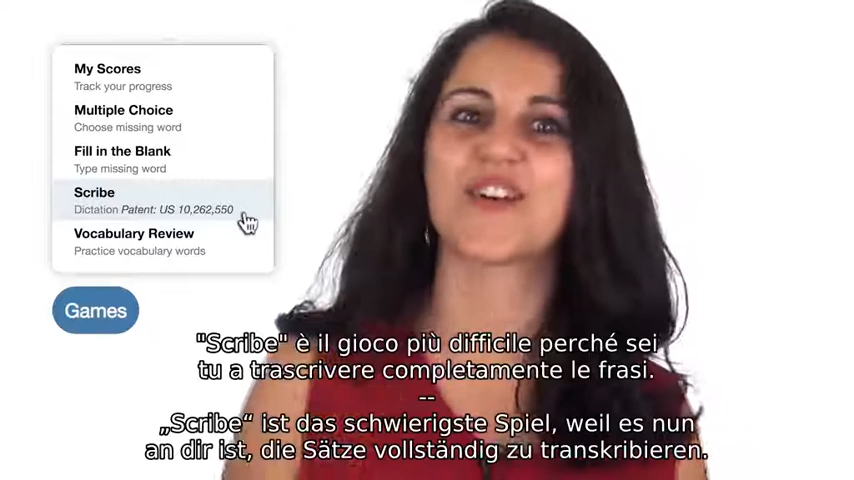 My Scores
Track your progress
Multiple Choice
Choose missing word
Fill in the Blank
Type missing word
Scribe
Dictation Patent: US 10,262,550
Vocabulary Review
Practice vocabulary words
Games
"Scribe" è il gioco più difficile perché sei
tu a trascrivere completamente le frasi.
--
„Scribe“ ist das schwierigste Spiel, weil es nun
an dir ist, die Sätze vollständig zu transkribieren.